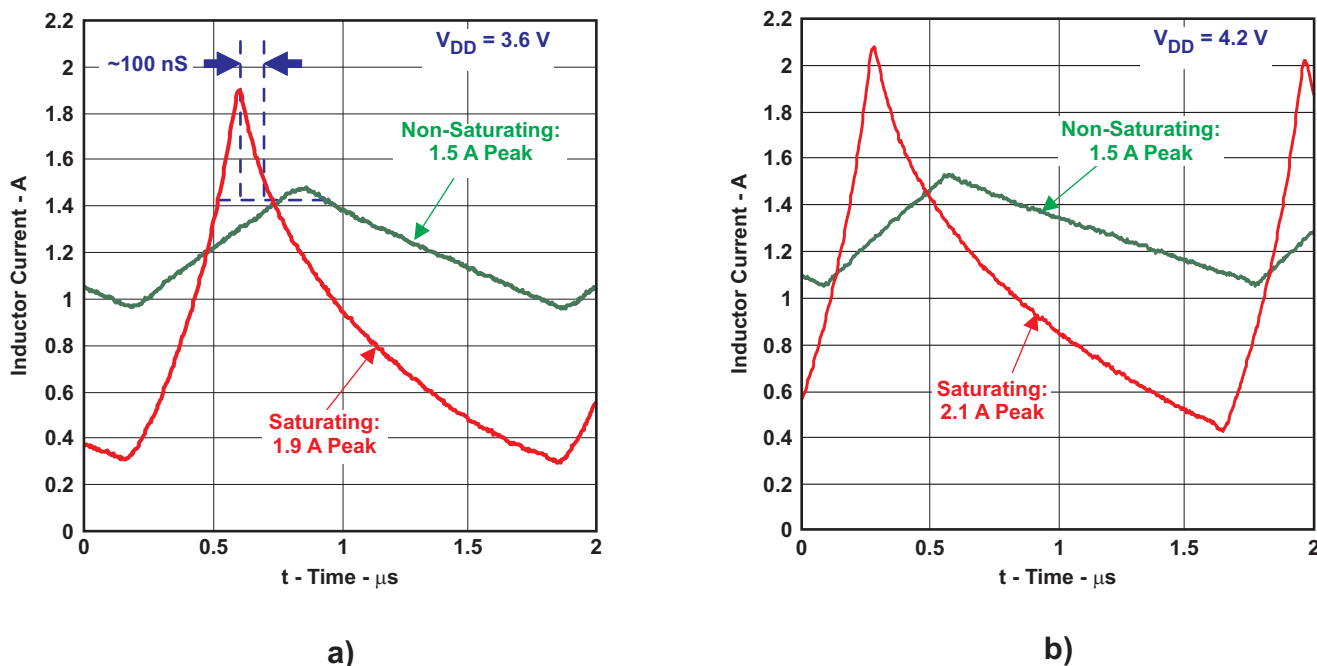 2.2
2
1.8
1.6
1.4
1.2
1
0.8
0.6
0.4
0.2
0
Inductor Current - A
~100 nS
VDD = 3.6 V
Non-Saturating:
1.5 A Peak
Saturating:
1.9 A Peak
0 0.5 1 1.5 2
t - Time - μs
a)
2.2
2
1.8
1.6
1.4
1.2
1
0.8
0.6
0.4
0.2
0
Inductor Current - A
VDD = 4.2 V
Non-Saturating:
1.5 A Peak
Saturating:
2.1 A Peak
0 0.5 1 1.5 2
t - Time - μs
b)